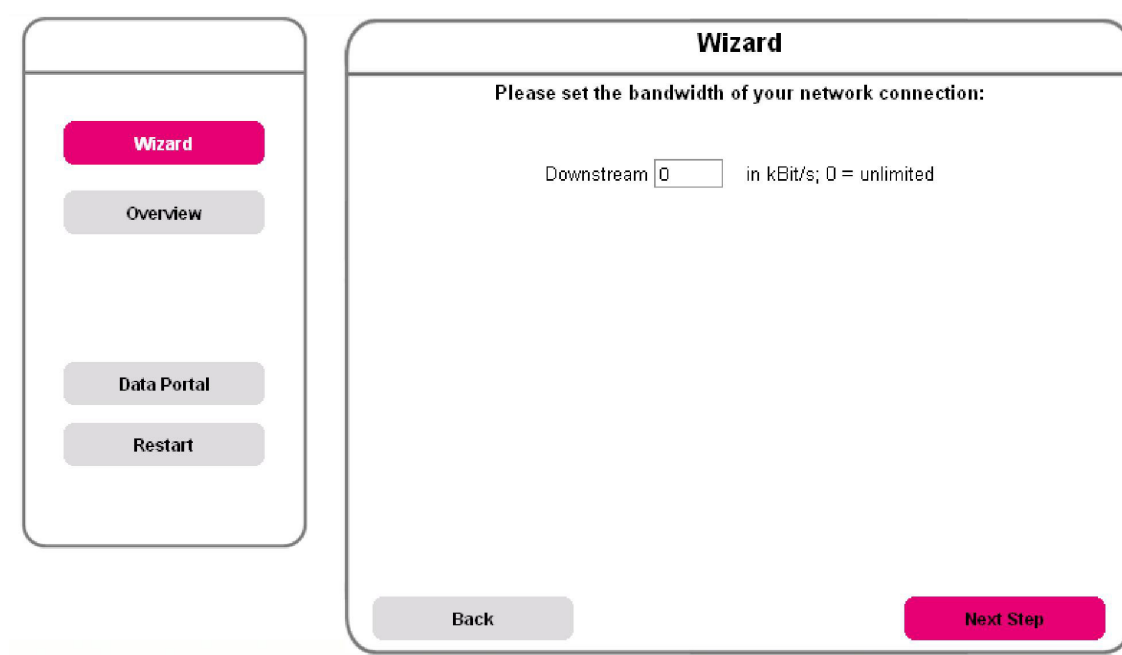 Wizard
Overview
Data Portal
Restart
Wizard
Please set the bandwidth of your network connection:
Downstream 0 in kBit/s; 0 = unlimited
Back
Next Step